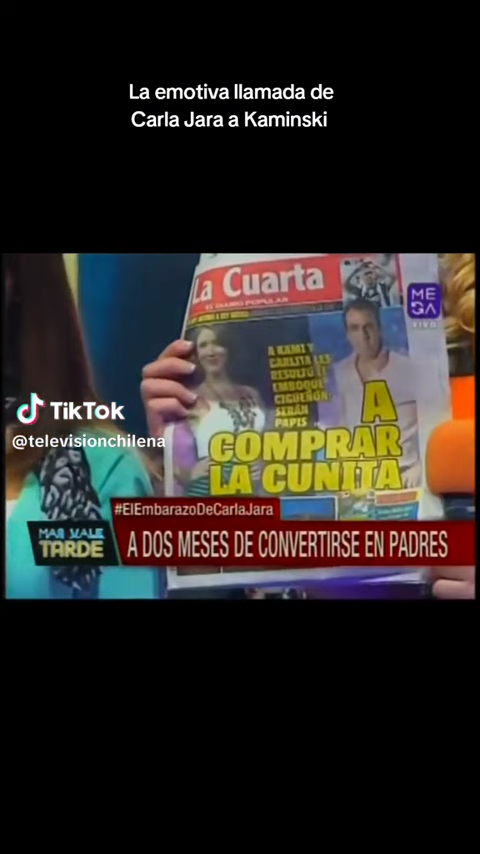 La emotiva llamada de
Carla Jara a Kaminski
La Cuarta
EL DIARIO POPULAR
MEGA
VIVO
A KAMI Y
CARLITA LES
RESULTÓ EL
EMBOQUE
CIGÜEÑÓN:
SERÁN
PAPIS
A
COMPRAR
LA CUNITA
TikTok
@televisionchilena
#ElEmbarazoDeCarlaJara
MAS VALE
TARDE
A DOS MESES DE CONVERTIRSE EN PADRES